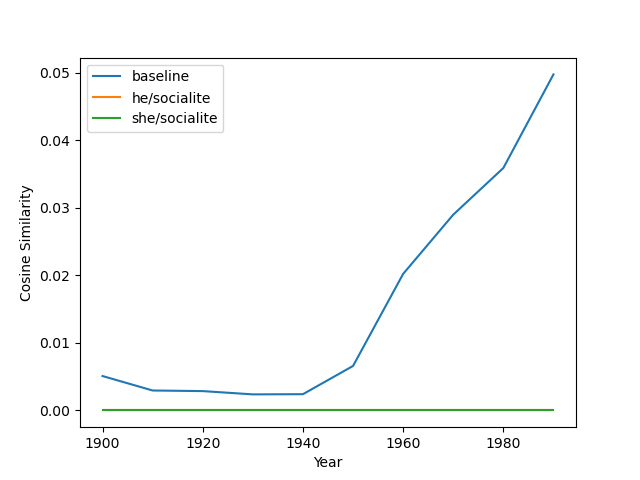 baseline
he/socialite
she/socialite
0.05
0.04
0.03
0.02
0.01
0.00
Cosine Similarity
1900
1920
1940
1960
1980
Year